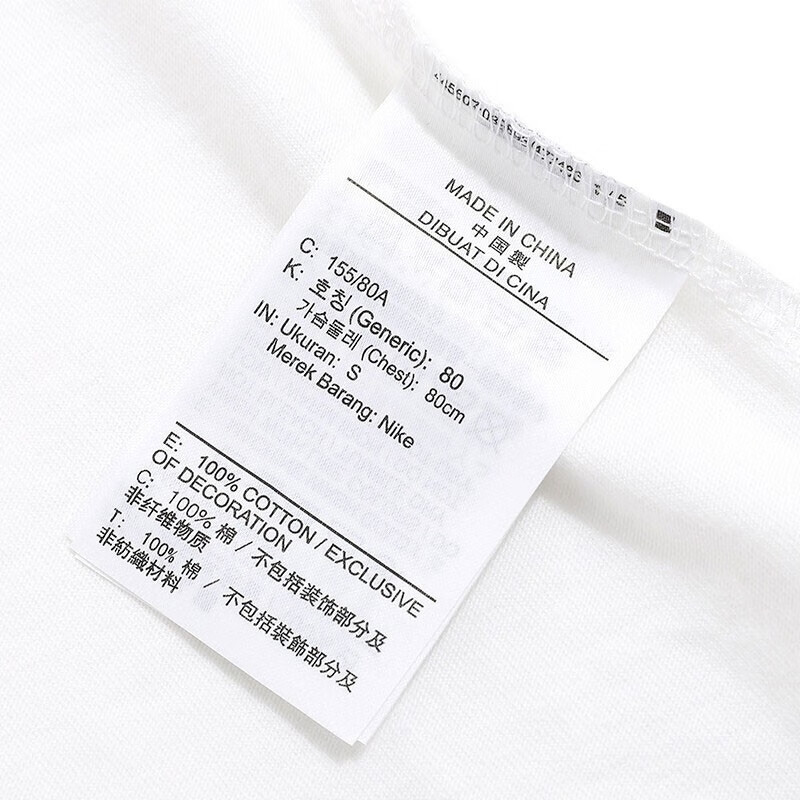 MADE IN CHINA
中国製
DIBUAT DI CINA
C: 155/80A
K: 호칭 (Generic): 80
가슴둘레 (Chest): 80cm
IN: Ukuran: S
Merek Barang: Nike
E: 100% COTTON / EXCLUSIVE
OF DECORATION
C: 100% 棉 / 不包括装饰部分及
非纤维物质
T: 100% 棉 / 不包括裝飾部分及
非紡織材料